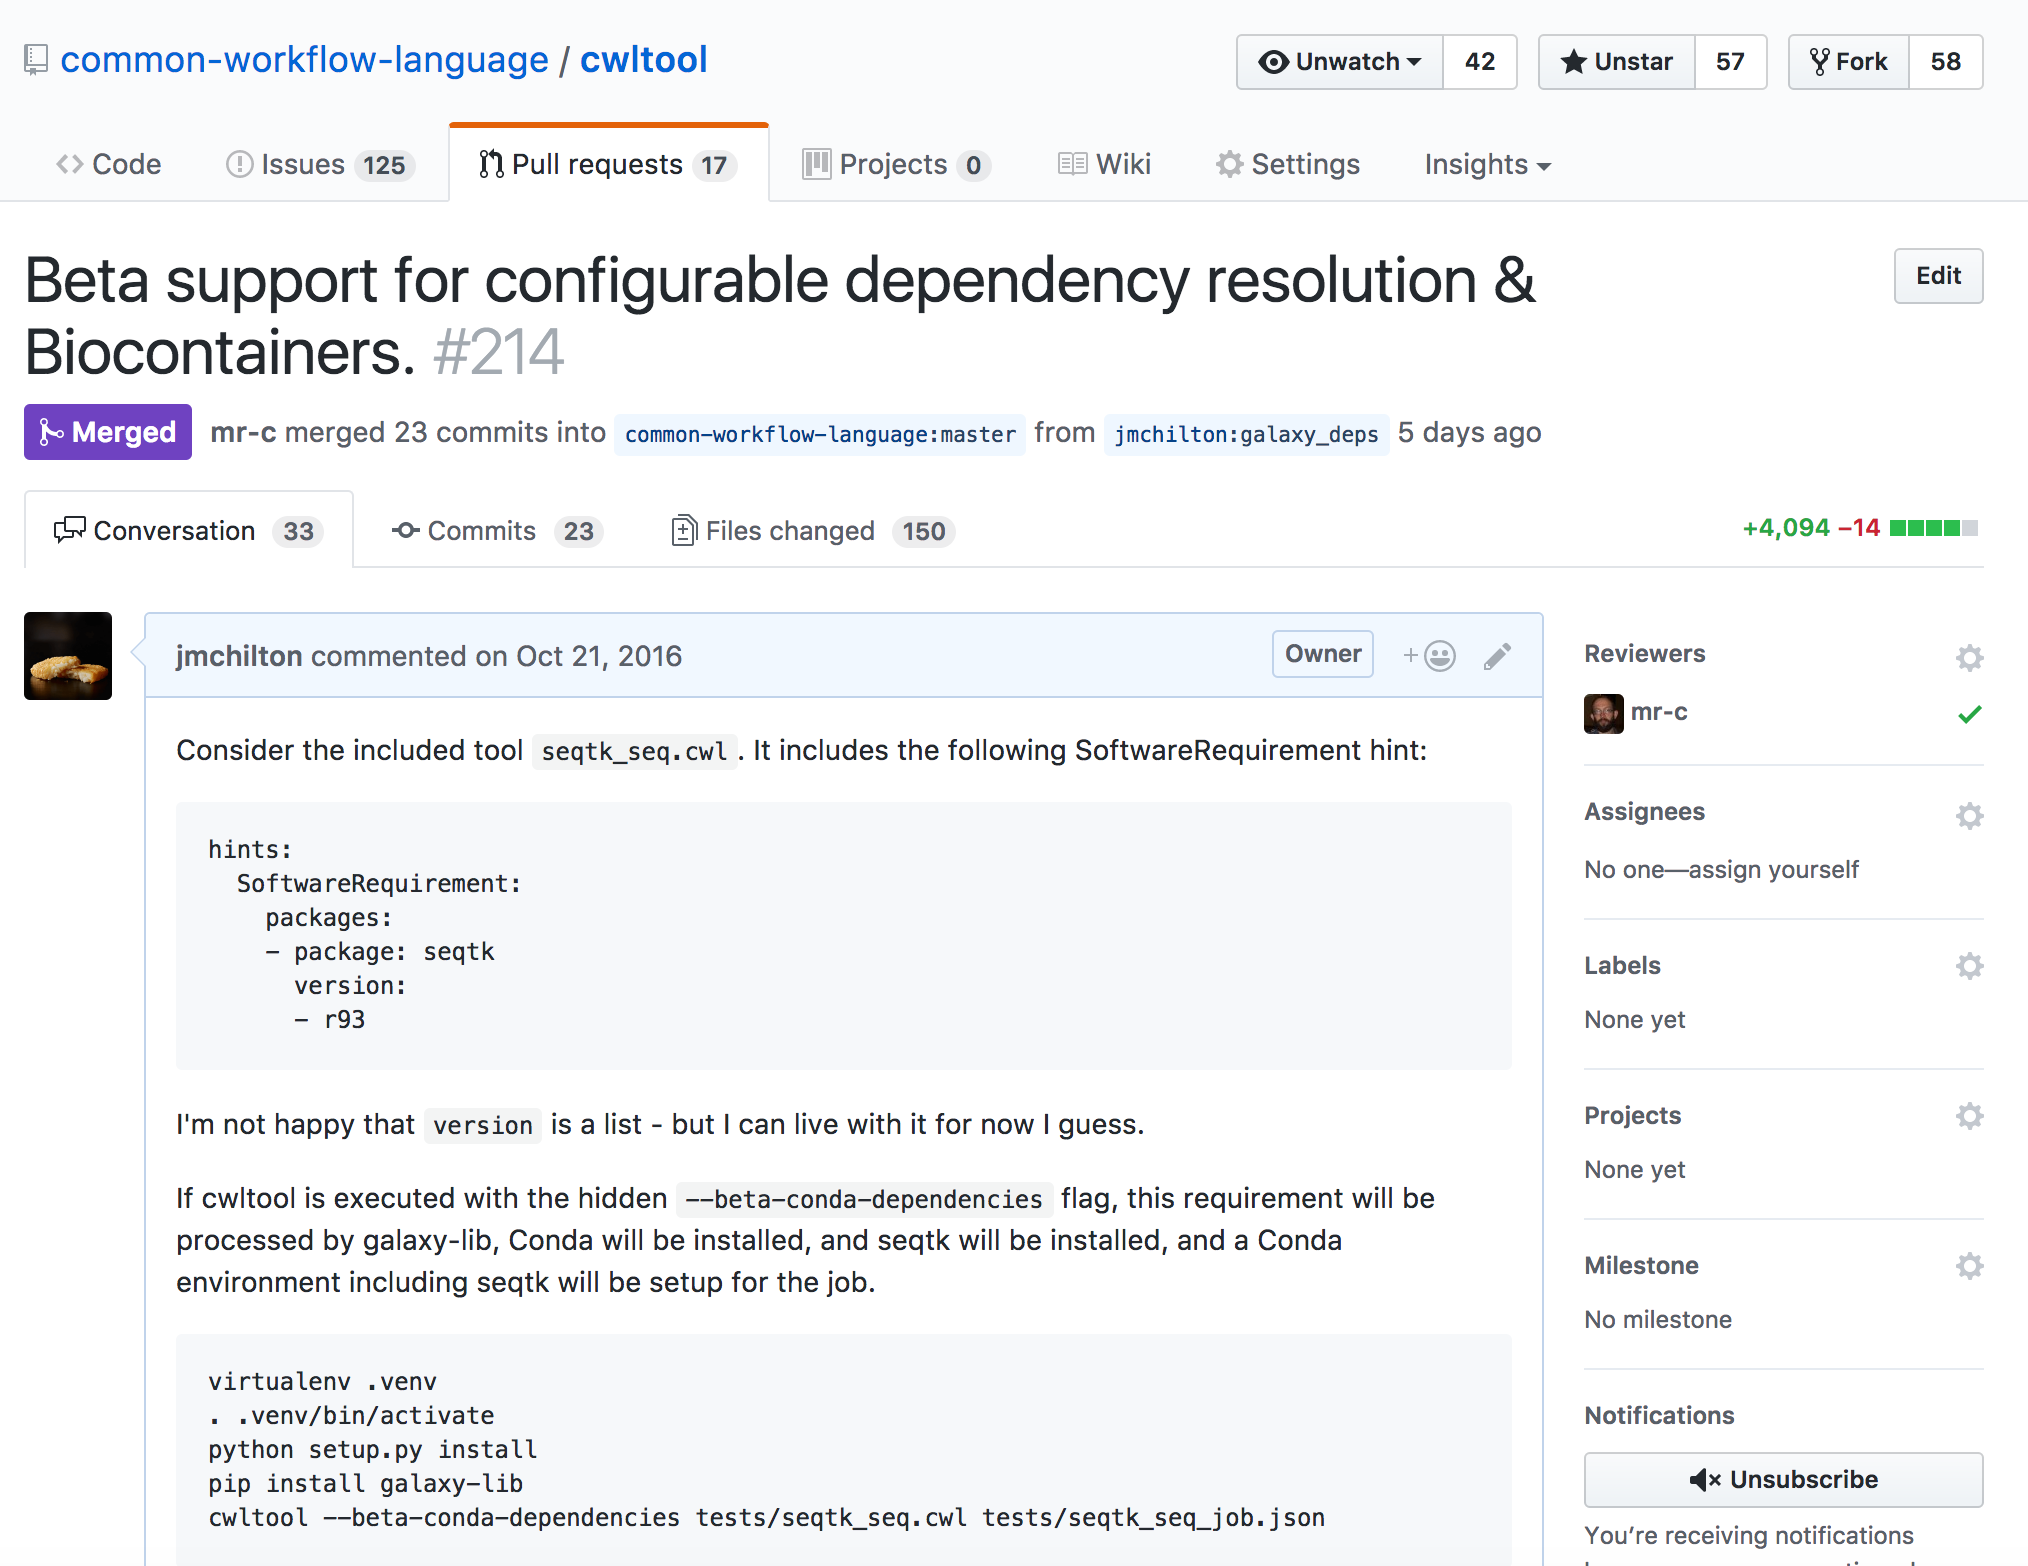 common-workflow-language / cwltool
Unwatch 42 Unstar 57 Fork 58
Code Issues 125 Pull requests 17 Projects 0 Wiki Settings Insights
Beta support for configurable dependency resolution &
Biocontainers. #214
Edit
Merged mr-c merged 23 commits into common-workflow-language:master from jmchilton:galaxy_deps 5 days ago
Conversation 33 Commits 23 Files changed 150
+4,094 −14
jmchilton commented on Oct 21, 2016
Owner
Consider the included tool seqtk_seq.cwl. It includes the following SoftwareRequirement hint:
hints:
  SoftwareRequirement:
    packages:
    - package: seqtk
      version:
      - r93
I'm not happy that version is a list - but I can live with it for now I guess.
If cwltool is executed with the hidden --beta-conda-dependencies flag, this requirement will be
processed by galaxy-lib, Conda will be installed, and seqtk will be installed, and a Conda
environment including seqtk will be setup for the job.
virtualenv .venv
. .venv/bin/activate
python setup.py install
pip install galaxy-lib
cwltool --beta-conda-dependencies tests/seqtk_seq.cwl tests/seqtk_seq_job.json
Reviewers
mr-c
Assignees
No one—assign yourself
Labels
None yet
Projects
None yet
Milestone
No milestone
Notifications
Unsubscribe
You’re receiving notifications